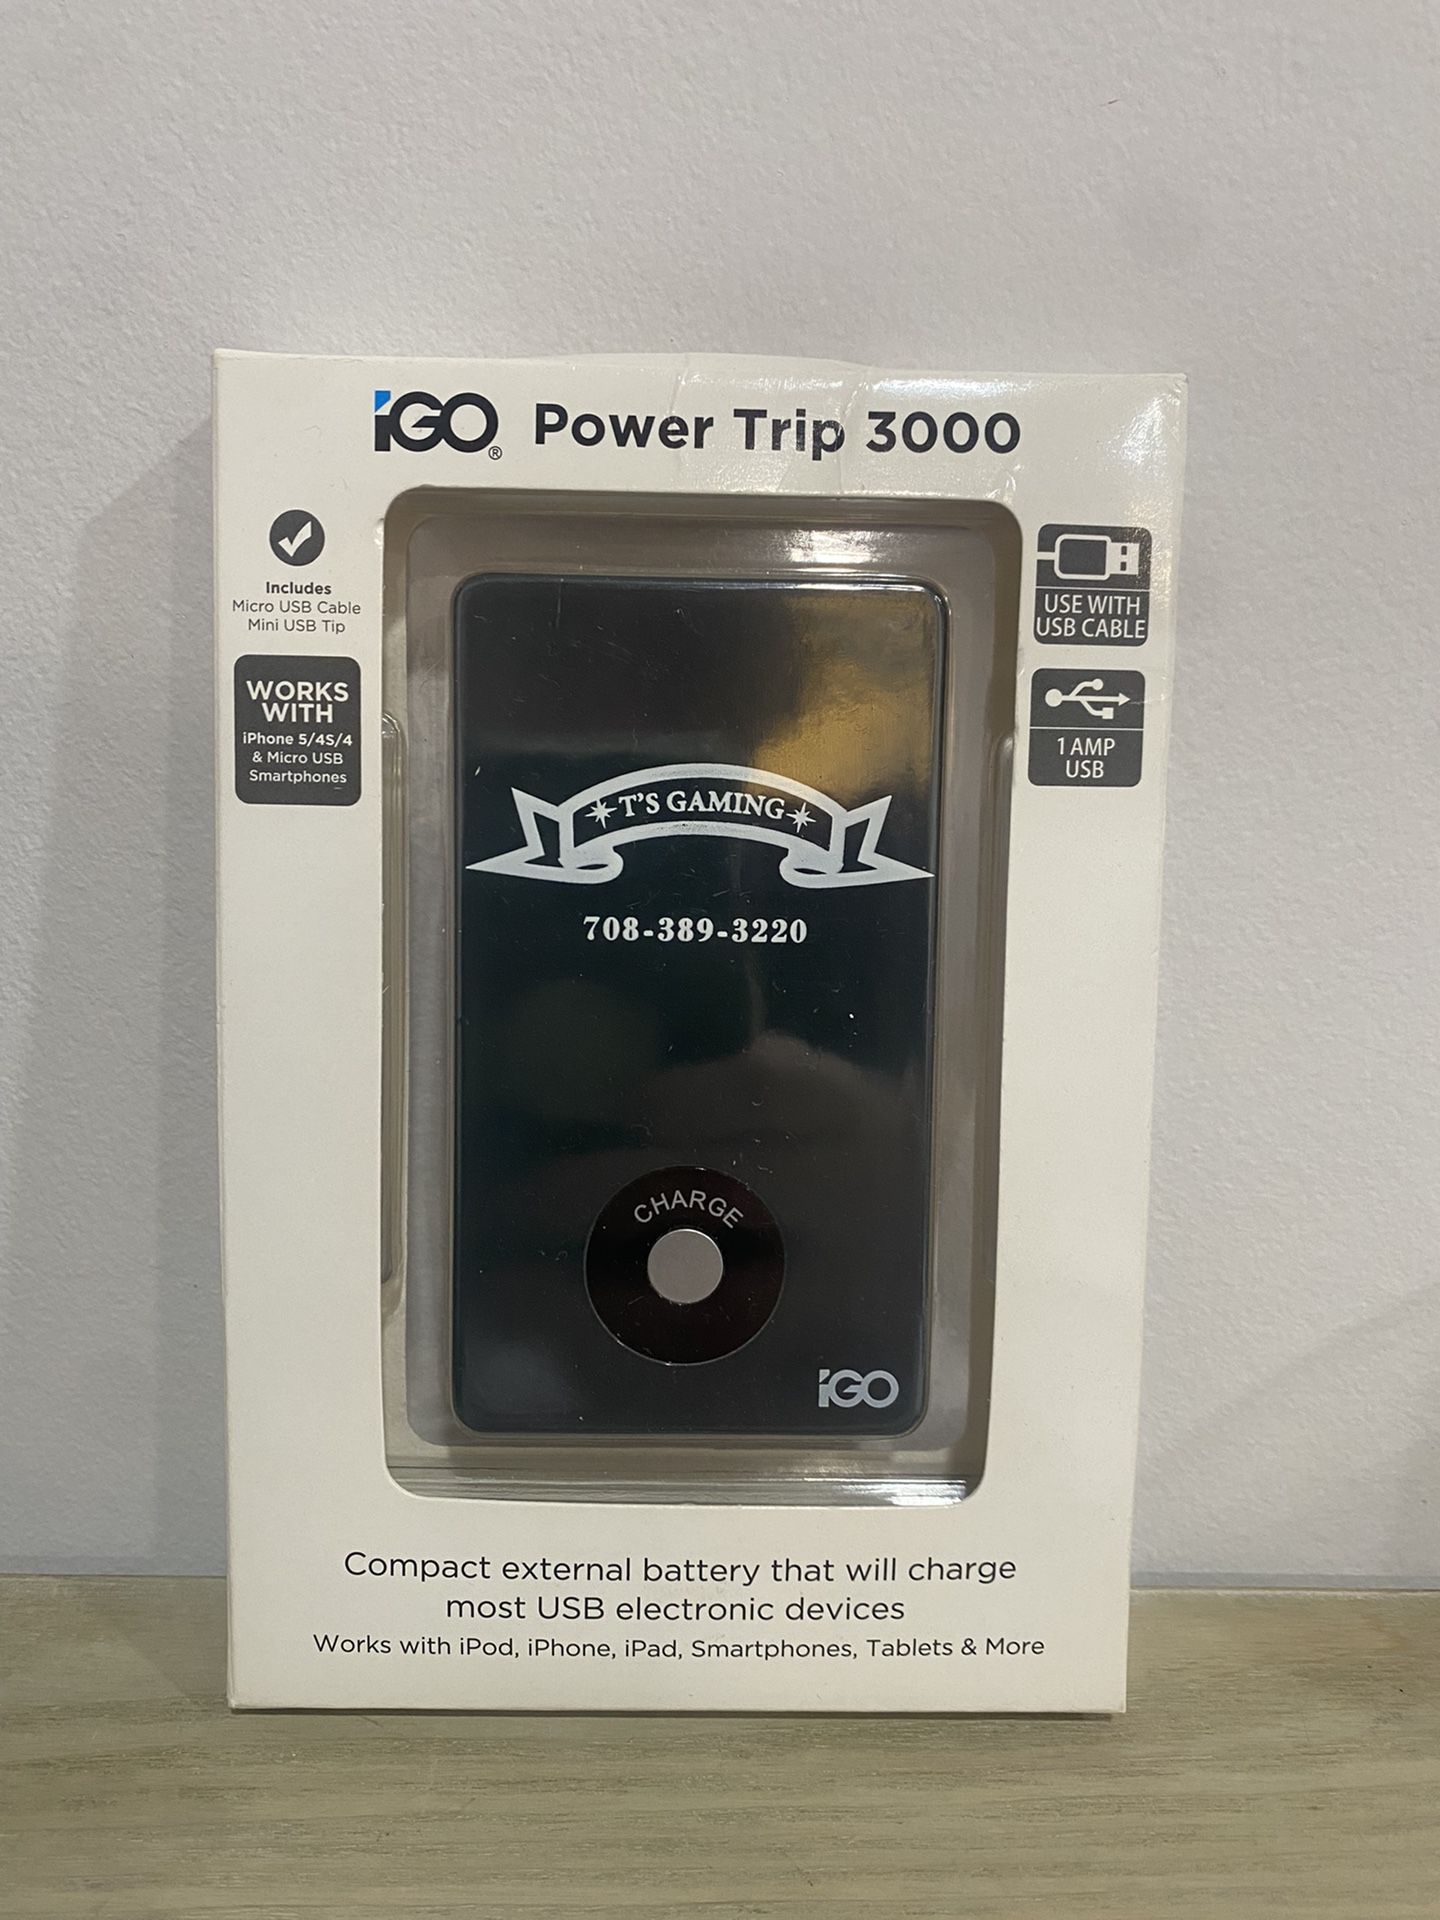 iGO® Power Trip 3000
Includes
Micro USB Cable
Mini USB Tip
WORKS
WITH
iPhone 5/4S/4
& Micro USB
Smartphones
USE WITH
USB CABLE
1 AMP
USB
T'S GAMING
708-389-3220
CHARGE
iGO
Compact external battery that will charge
most USB electronic devices
Works with iPod, iPhone, iPad, Smartphones, Tablets & More